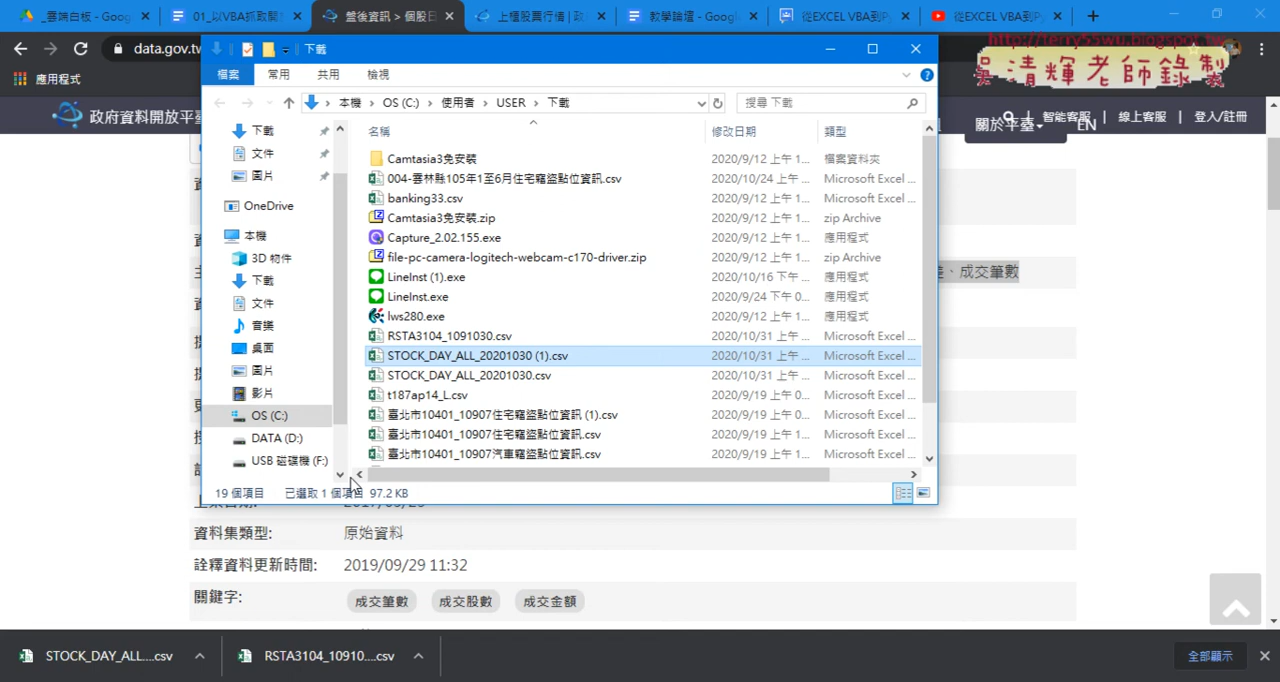 _雲端白板 - Goog
01_以VBA抓取開
盤後資訊 > 個股日
上櫃股票行情 | 政
教學論壇 - Googl
從EXCEL VBA到P
從EXCEL VBA到Py
data.gov.tw
http://terry55wu.blogspot.tw
吳清輝老師錄製
應用程式
政府資料開放平臺
關於平臺
智能客服
線上客服
登入/註冊
EN
下載
檔案
常用
共用
檢視
本機 > OS (C:) > 使用者 > USER > 下載
搜尋 下載
下載
文件
圖片
OneDrive
本機
3D 物件
下載
文件
音樂
桌面
圖片
影片
OS (C:)
DATA (D:)
USB 磁碟機 (F:)
名稱 修改日期 類型
Camtasia3免安裝 2020/9/12 上午 1... 檔案資料夾
004-雲林縣105年1至6月住宅竊盜點位資訊.csv 2020/10/24 上午 ... Microsoft Excel ...
banking33.csv 2020/9/12 上午 1... Microsoft Excel ...
Camtasia3免安裝.zip 2020/9/12 上午 1... zip Archive
Capture_2.02.155.exe 2020/9/12 上午 1... 應用程式
file-pc-camera-logitech-webcam-c170-driver.zip 2020/9/12 上午 1... zip Archive
LineInst (1).exe 2020/10/16 下午 ... 應用程式
LineInst.exe 2020/9/24 下午 0... 應用程式
lws280.exe 2020/9/12 上午 1... 應用程式
RSTA3104_1091030.csv 2020/10/31 上午 ... Microsoft Excel ...
STOCK_DAY_ALL_20201030 (1).csv 2020/10/31 上午 ... Microsoft Excel ...
STOCK_DAY_ALL_20201030.csv 2020/10/31 上午 ... Microsoft Excel ...
t187ap14_L.csv 2020/9/19 上午 0... Microsoft Excel ...
臺北市10401_10907住宅竊盜點位資訊 (1).csv 2020/9/19 上午 0... Microsoft Excel ...
臺北市10401_10907住宅竊盜點位資訊.csv 2020/9/19 上午 1... Microsoft Excel ...
臺北市10401_10907汽車竊盜點位資訊.csv 2020/9/19 上午 1... Microsoft Excel ...
19 個項目 已選取 1 個項目 97.2 KB
、成交筆數
資料集類型: 原始資料
詮釋資料更新時間: 2019/09/29 11:32
關鍵字: 成交筆數 成交股數 成交金額
STOCK_DAY_ALL....csv
RSTA3104_10910....csv
全部顯示